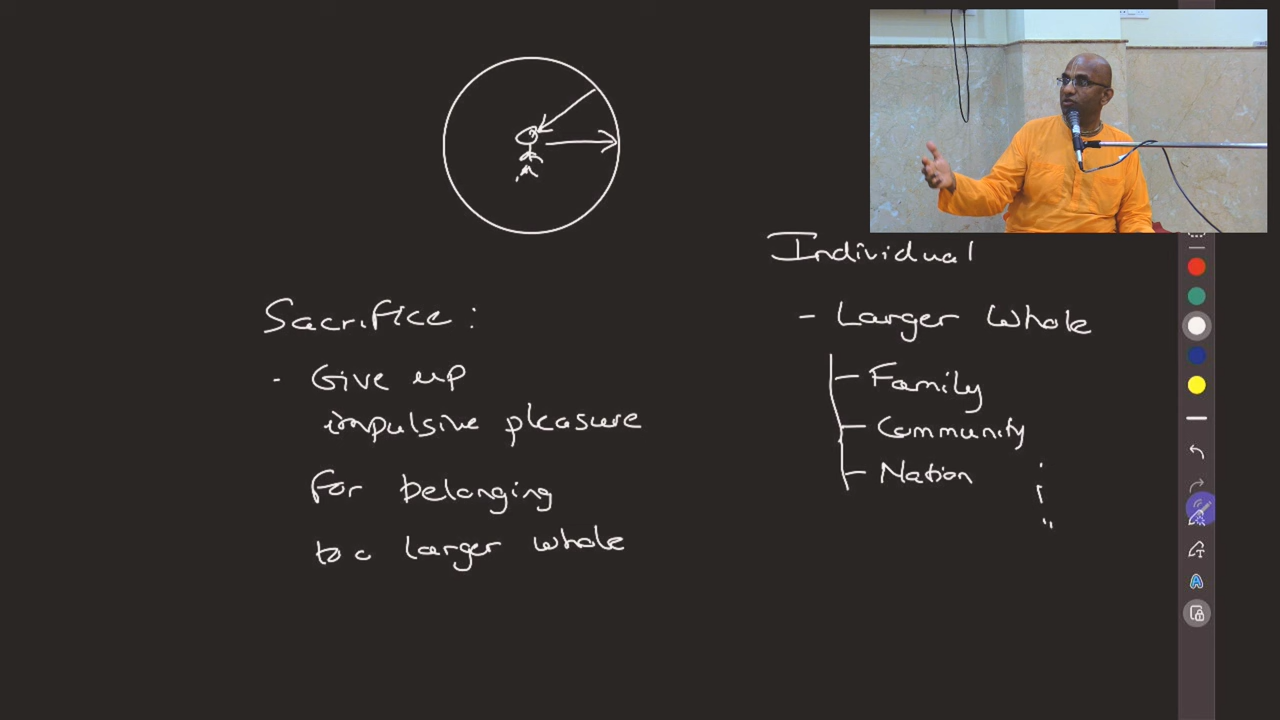 Individual
Sacrifice:
- Larger Whole
- Give up
impulsive pleasure
for belonging
to a larger whole
- Family
- Community
- Nation